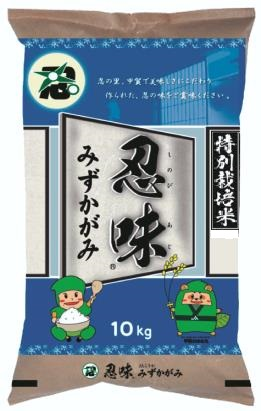 忍
忍の里、甲賀で美味しさにこだわり
作られた、忍の味をご賞味ください。
特別栽培米
忍味
しのび あじ
みずかがみ
10kg
忍
忍味 みずかがみ